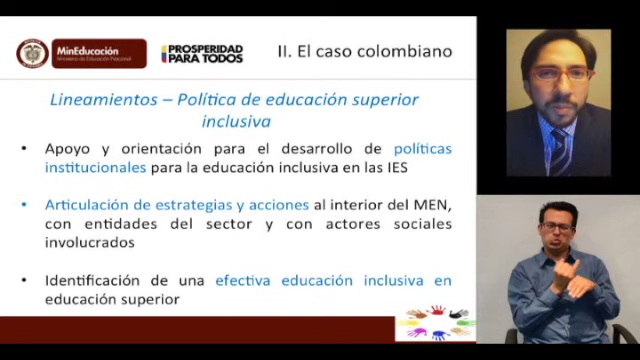 MinEducación
Ministerio de Educación Nacional
PROSPERIDAD
PARA TODOS
II. El caso colombiano
Lineamientos – Política de educación superior
inclusiva
• Apoyo y orientación para el desarrollo de políticas
institucionales para la educación inclusiva en las IES
• Articulación de estrategias y acciones al interior del MEN,
con entidades del sector y con actores sociales
involucrados
• Identificación de una efectiva educación inclusiva en
educación superior